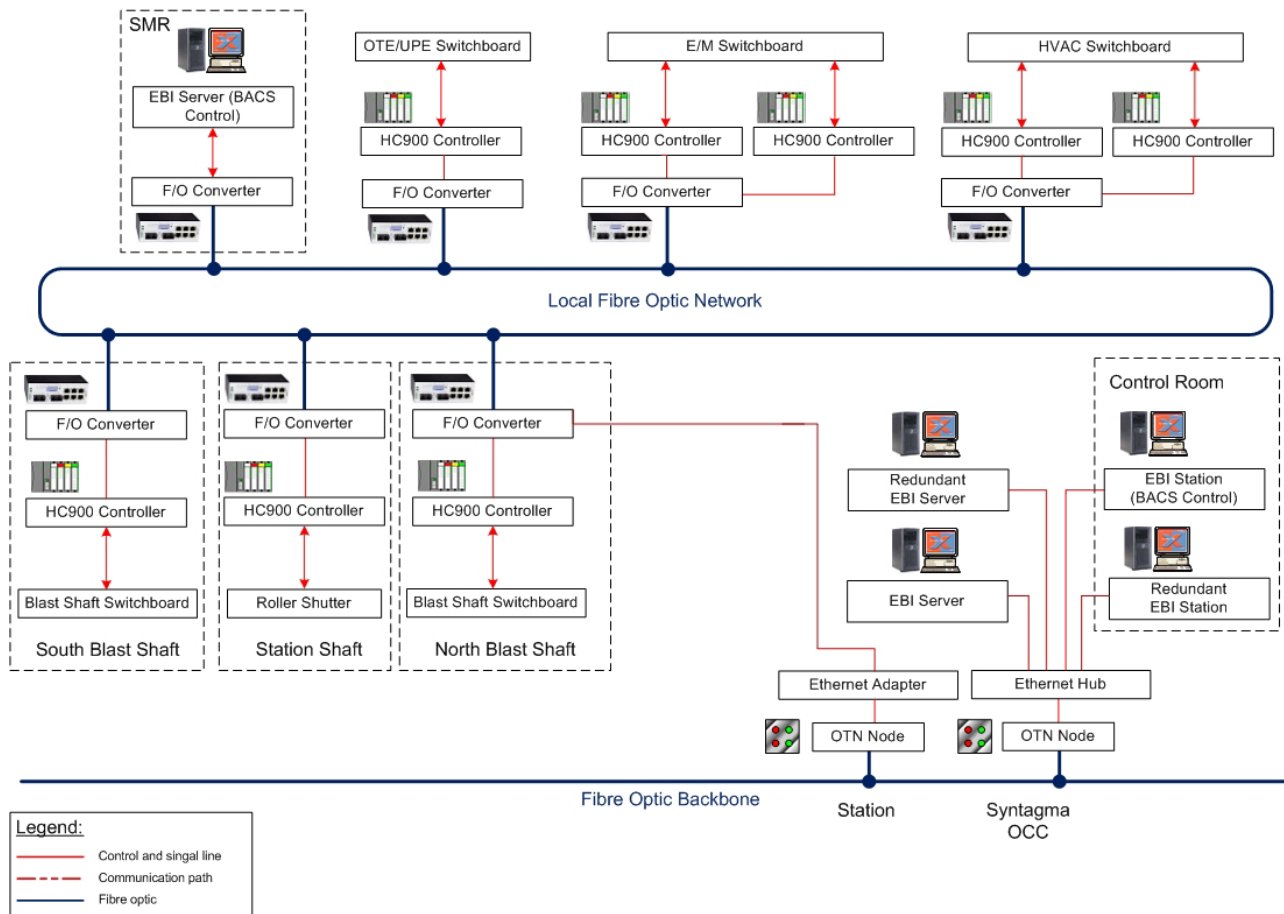 SMR
EBI Server (BACS
Control)
F/O Converter
OTE/UPE Switchboard
HC900 Controller
F/O Converter
E/M Switchboard
HC900 Controller
HC900 Controller
F/O Converter
HVAC Switchboard
HC900 Controller
HC900 Controller
F/O Converter
Local Fibre Optic Network
F/O Converter
HC900 Controller
Blast Shaft Switchboard
South Blast Shaft
F/O Converter
HC900 Controller
Roller Shutter
Station Shaft
F/O Converter
HC900 Controller
Blast Shaft Switchboard
North Blast Shaft
Redundant
EBI Server
EBI Server
Control Room
EBI Station
(BACS Control)
Redundant
EBI Station
Ethernet Adapter
Ethernet Hub
OTN Node
OTN Node
Fibre Optic Backbone
Station
Syntagma
OCC
Legend:
Control and singal line
Communication path
Fibre optic